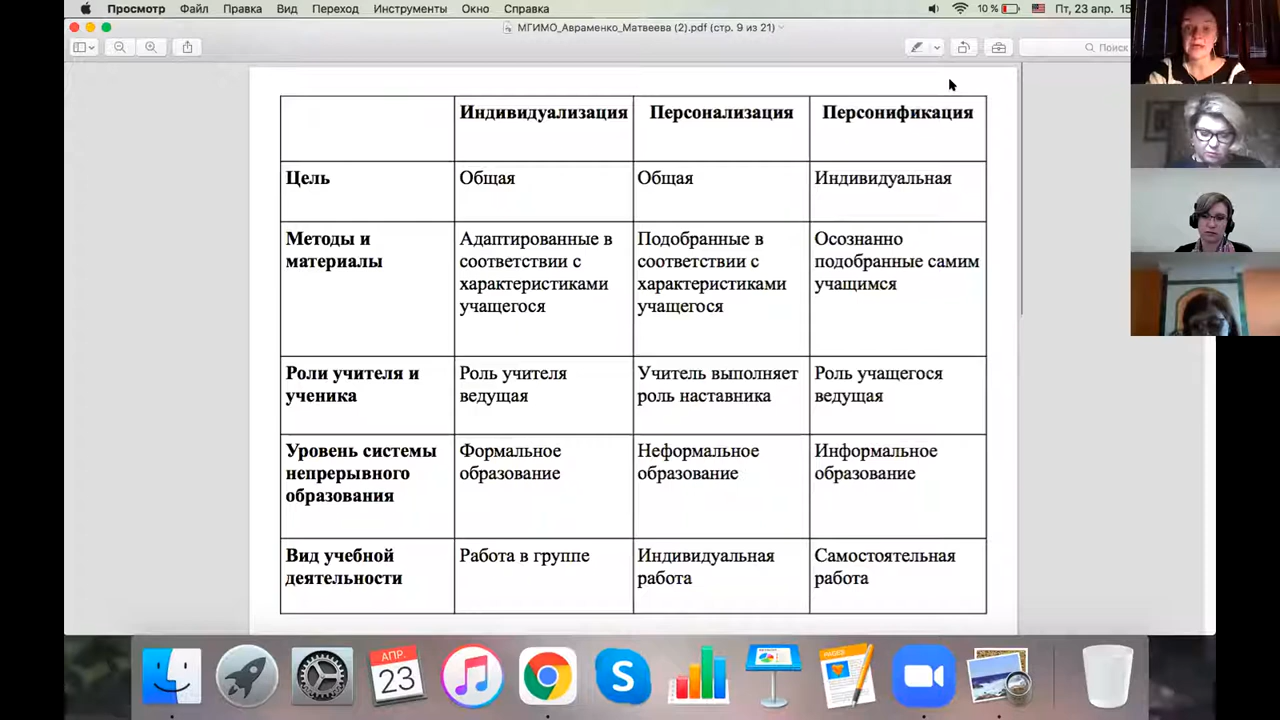 Просмотр Файл Правка Вид Переход Инструменты Окно Справка 10 % Пт, 23 апр. 15
МГИМО_Авраменко_Матвеева (2).pdf (стр. 9 из 21)
Поиск
Индивидуализация Персонализация Персонификация
Цель Общая Общая Индивидуальная
Методы и Адаптированные в Подобранные в Осознанно
материалы соответствии с соответствии с подобранные самим
характеристиками характеристиками учащимся
учащегося учащегося
Роли учителя и Роль учителя Учитель выполняет Роль учащегося
ученика ведущая роль наставника ведущая
Уровень системы Формальное Неформальное Информальное
непрерывного образование образование образование
образования
Вид учебной Работа в группе Индивидуальная Самостоятельная
деятельности работа работа
АПР.
23
PAGES